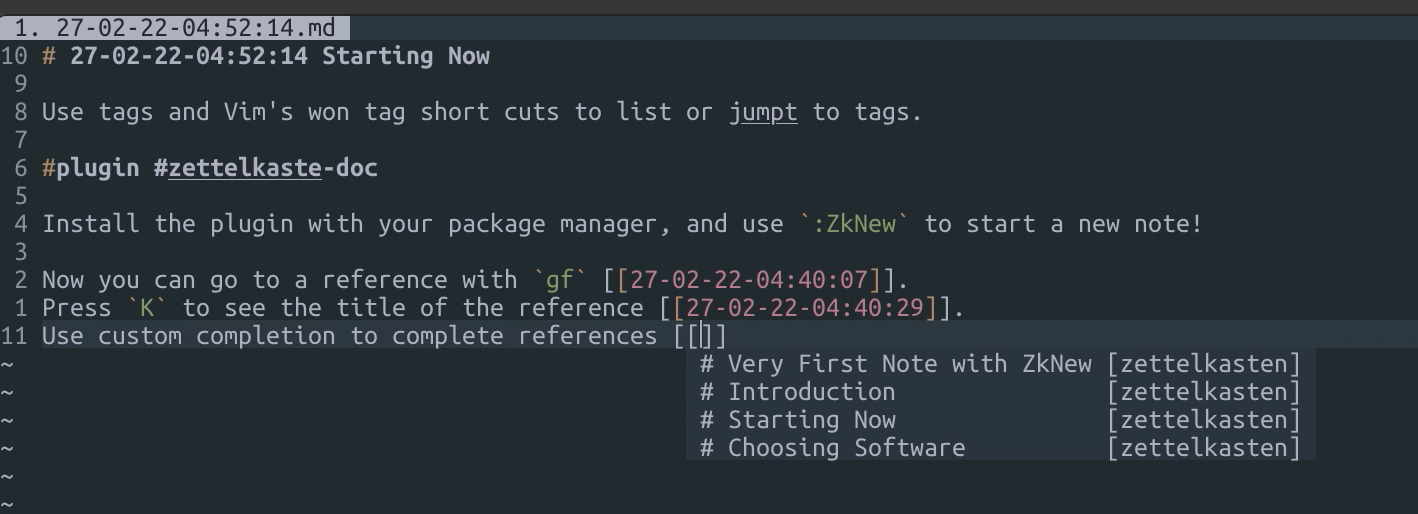 1. 27-02-22-04:52:14.md
10 # 27-02-22-04:52:14 Starting Now
9
8 Use tags and Vim's won tag short cuts to list or jumpt to tags.
7
6 #plugin #zettelkaste-doc
5
4 Install the plugin with your package manager, and use `:ZkNew` to start a new note!
3
2 Now you can go to a reference with `gf` [[27-02-22-04:40:07]].
1 Press `K` to see the title of the reference [[27-02-22-04:40:29]].
11 Use custom completion to complete references [[]]
~ # Very First Note with ZkNew [zettelkasten]
~ # Introduction [zettelkasten]
~ # Starting Now [zettelkasten]
~ # Choosing Software [zettelkasten]
~
~